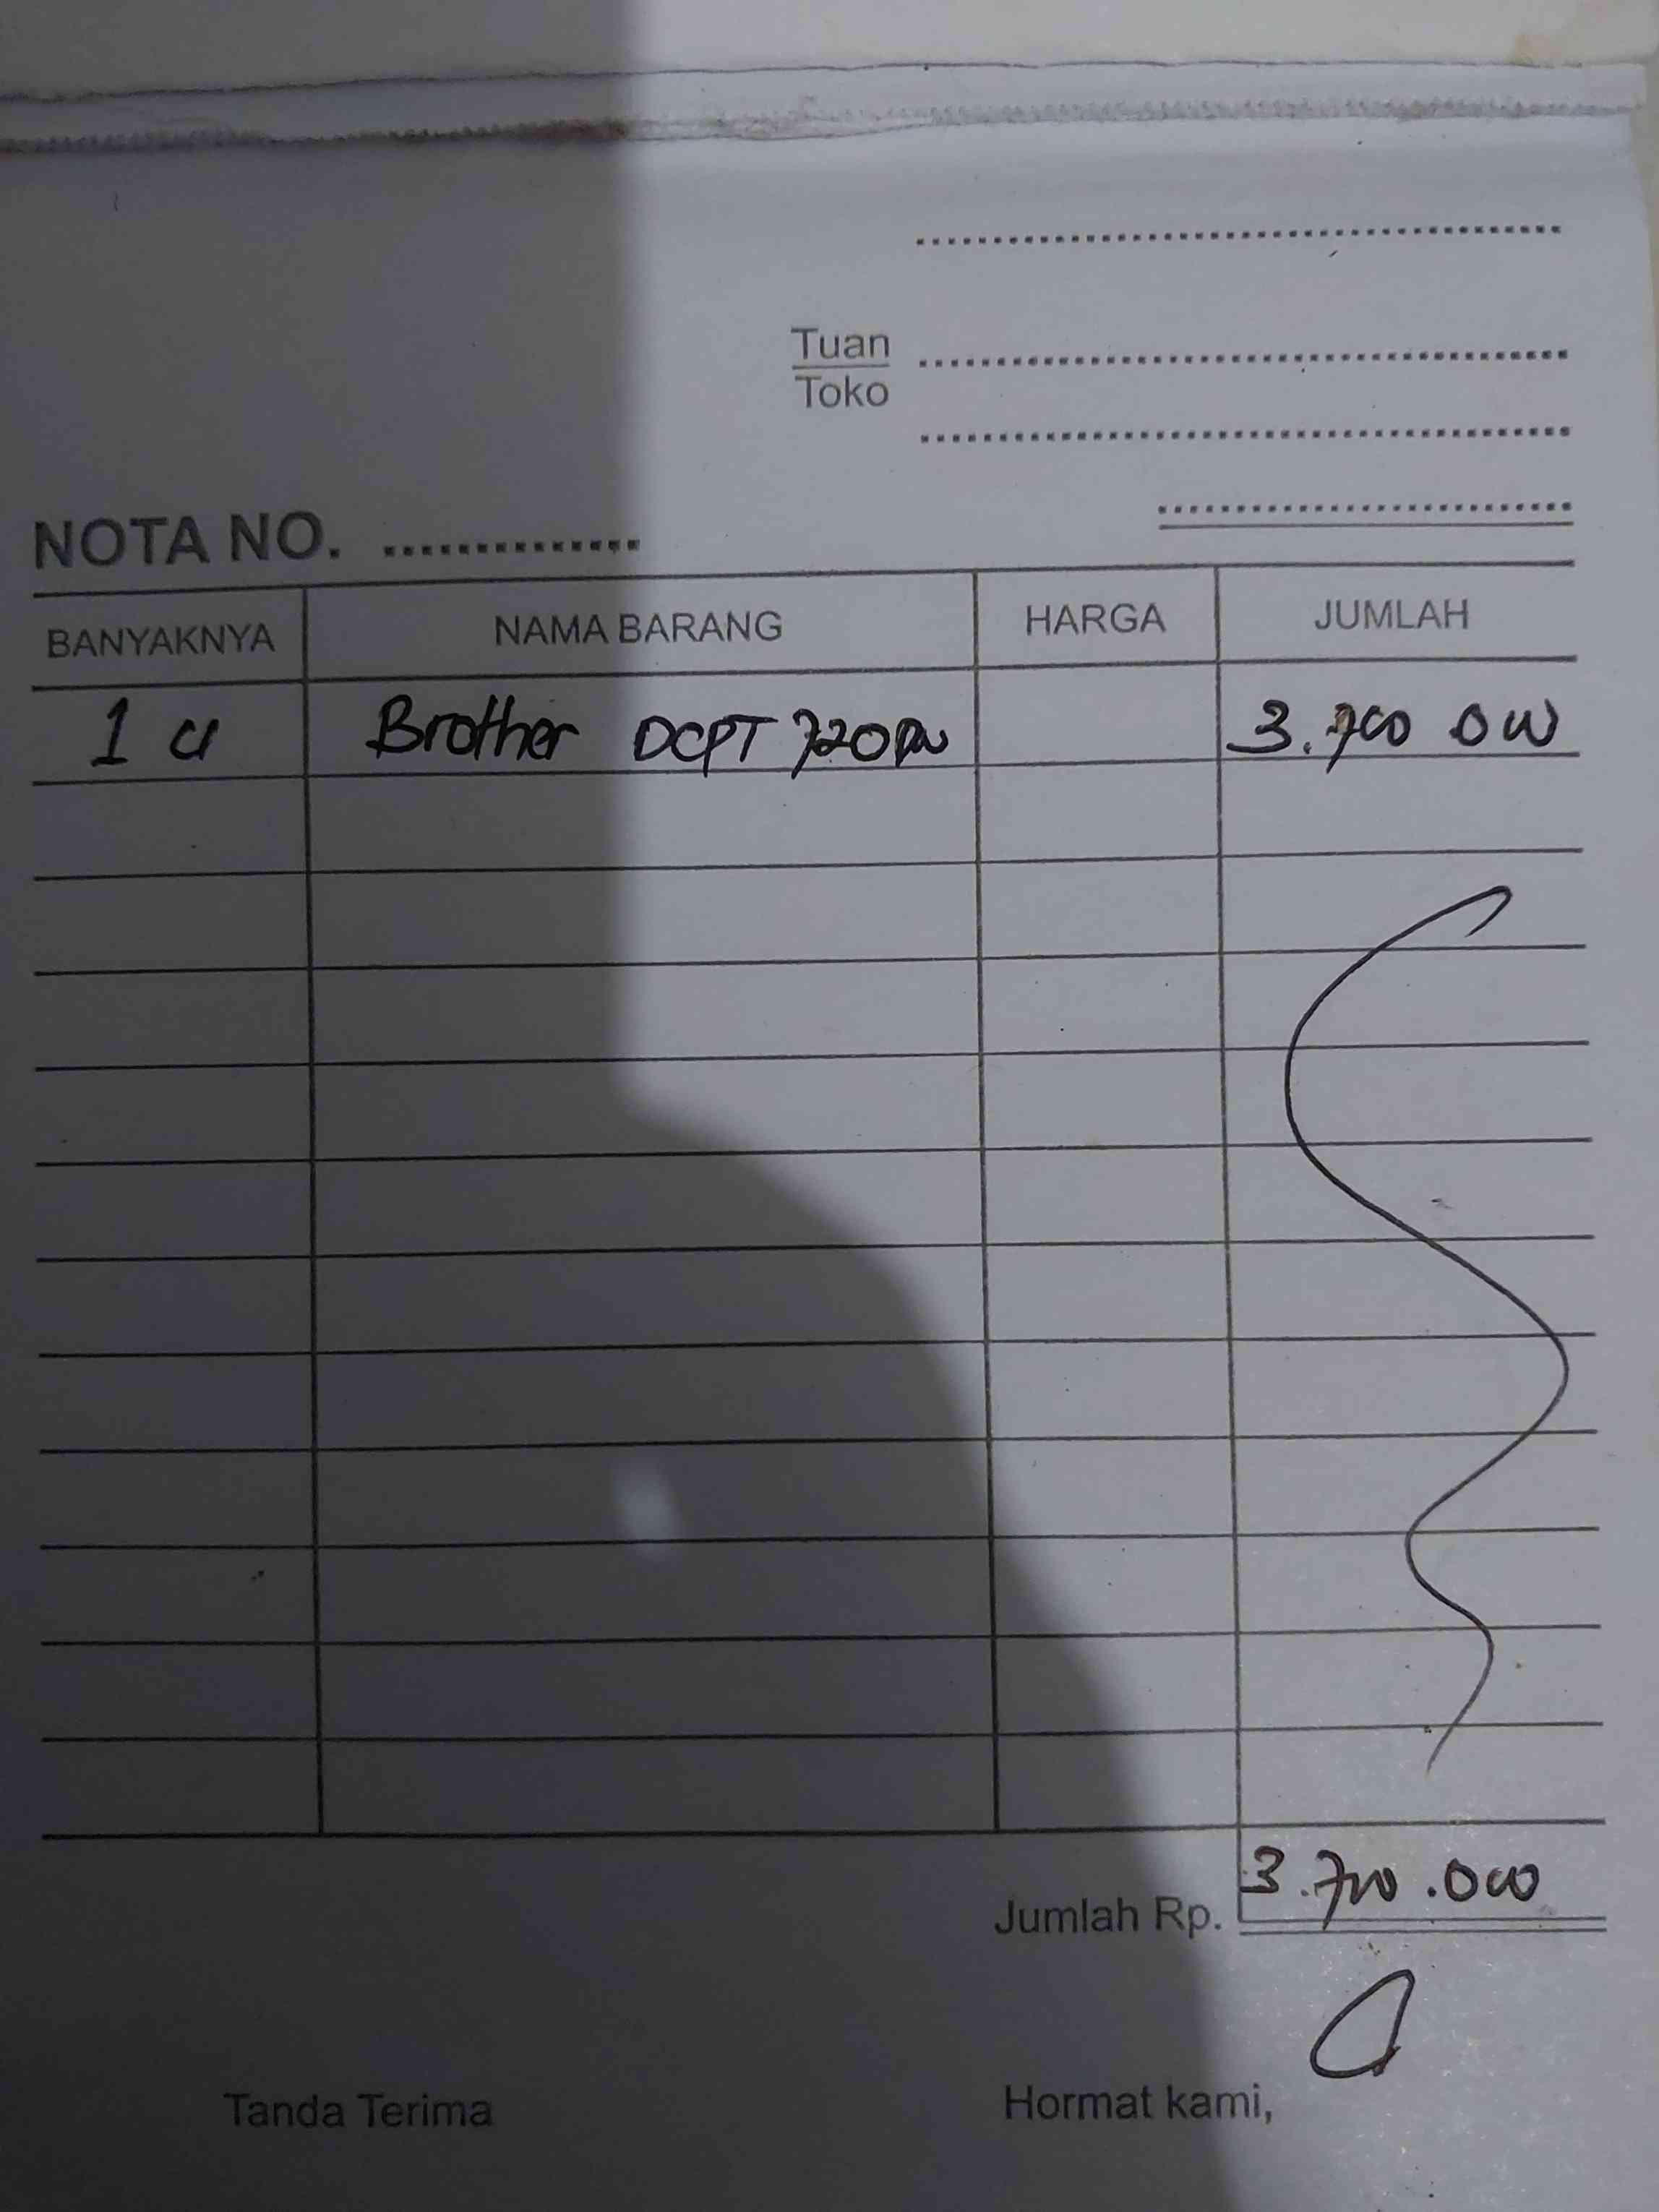 Tuan
Toko
NOTA NO.
BANYAKNYA NAMA BARANG HARGA JUMLAH
1 Brother DCPT 720DW 3.700 000
Jumlah Rp. 3.700.000
Tanda Terima Hormat kami,